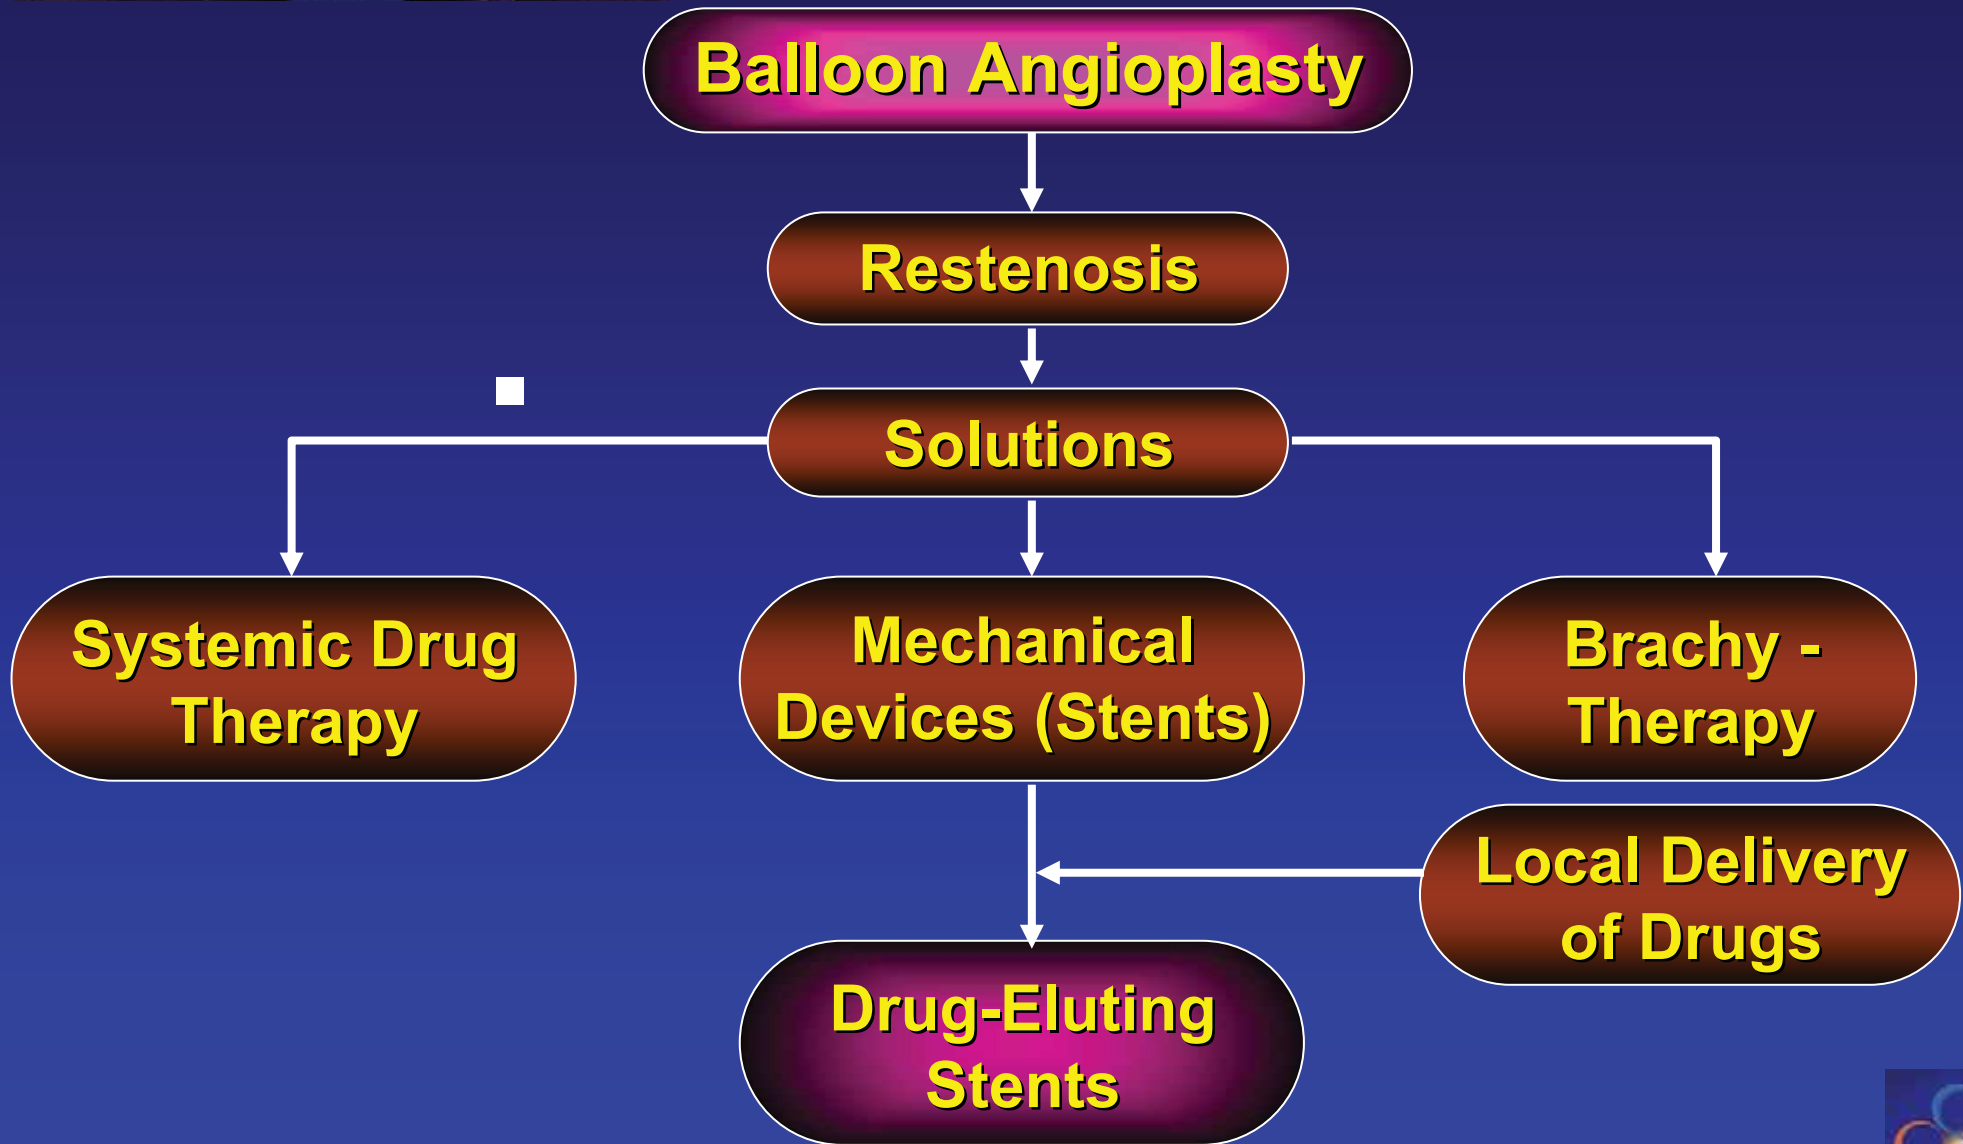 Balloon Angioplasty
Restenosis
Solutions
Systemic Drug
Therapy
Mechanical
Devices (Stents)
Brachy -
Therapy
Local Delivery
of Drugs
Drug-Eluting
Stents